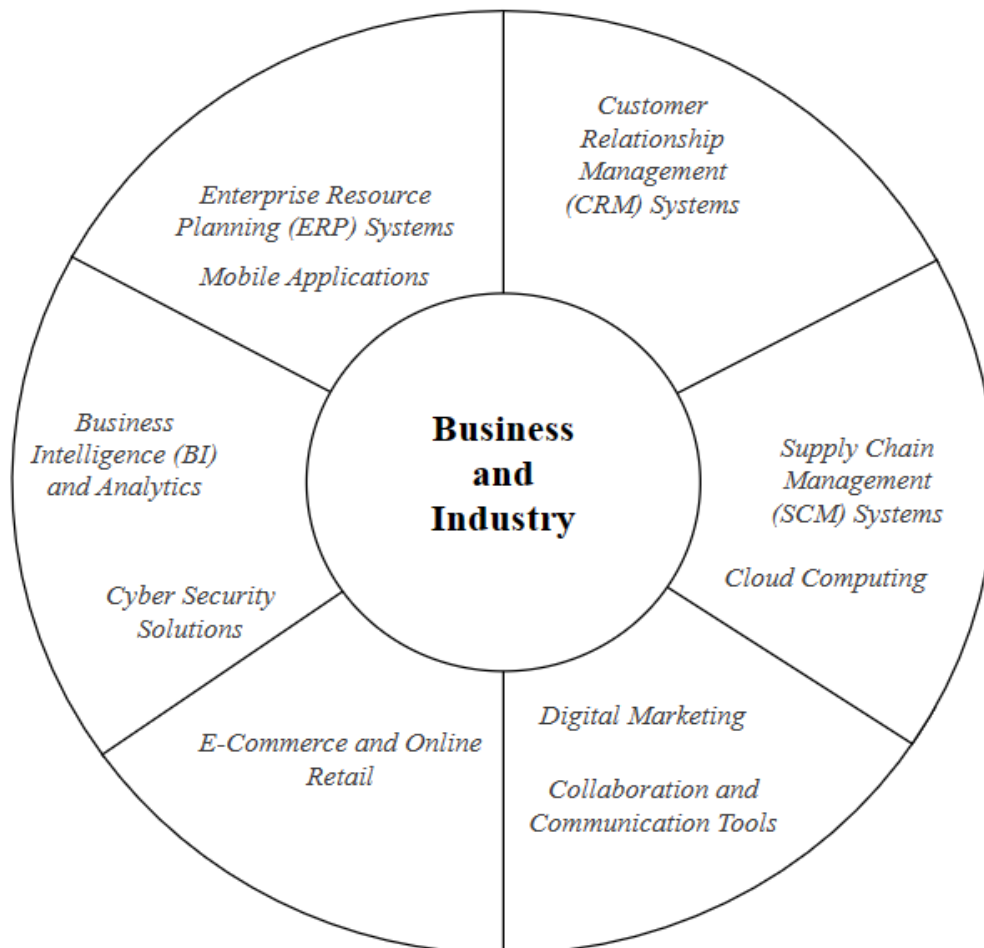 Customer
Relationship
Management
(CRM) Systems
Enterprise Resource
Planning (ERP) Systems
Mobile Applications
Business
Intelligence (BI)
and Analytics
Business
and
Industry
Supply Chain
Management
(SCM) Systems
Cloud Computing
Cyber Security
Solutions
E-Commerce and Online
Retail
Digital Marketing
Collaboration and
Communication Tools